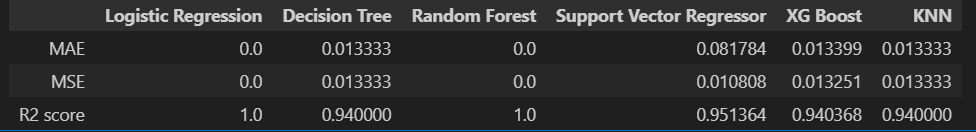 Logistic Regression Decision Tree Random Forest Support Vector Regressor XG Boost KNN
MAE 0.0 0.013333 0.0 0.081784 0.013399 0.013333
MSE 0.0 0.013333 0.0 0.010808 0.013251 0.013333
R2 score 1.0 0.940000 1.0 0.951364 0.940368 0.940000